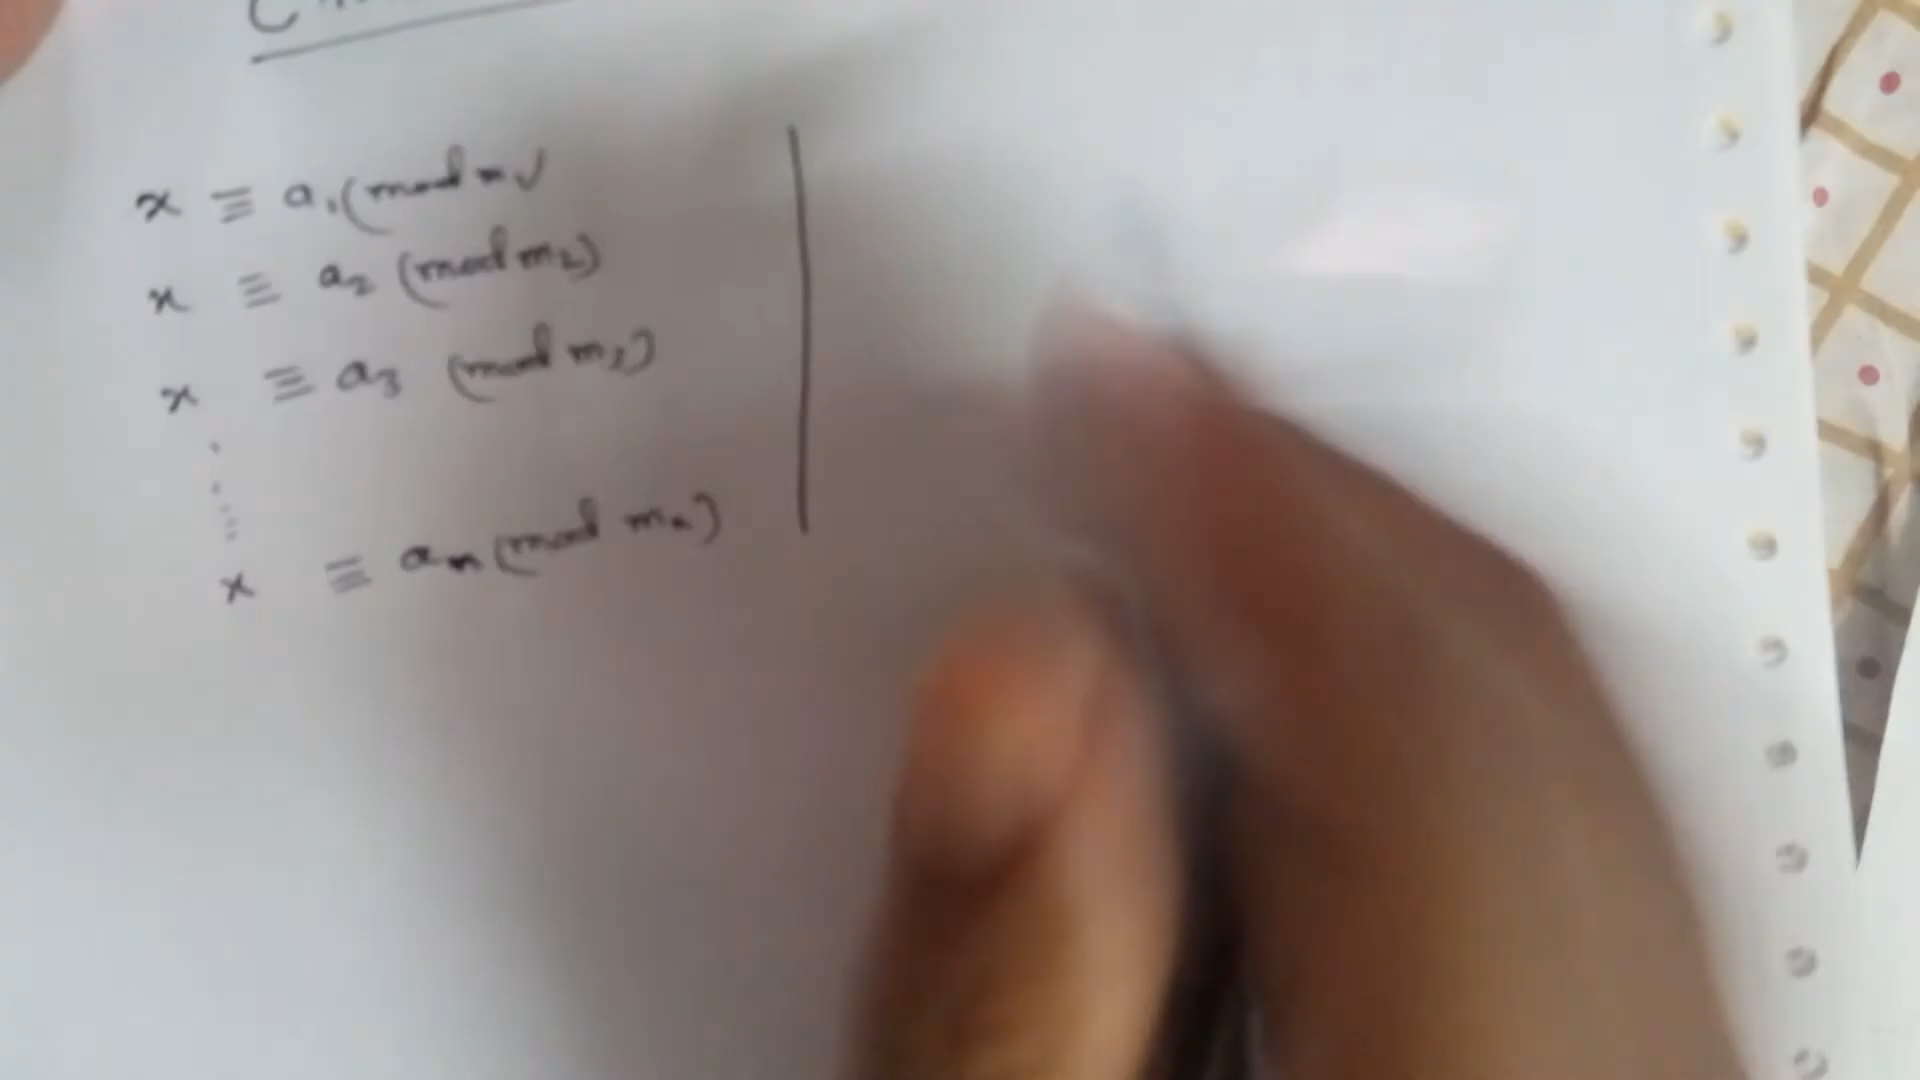 x ≡ a₁ (mod m₁)
x ≡ a₂ (mod m₂)
x ≡ a₃ (mod m₃)
x ≡ aₙ (mod mₙ)